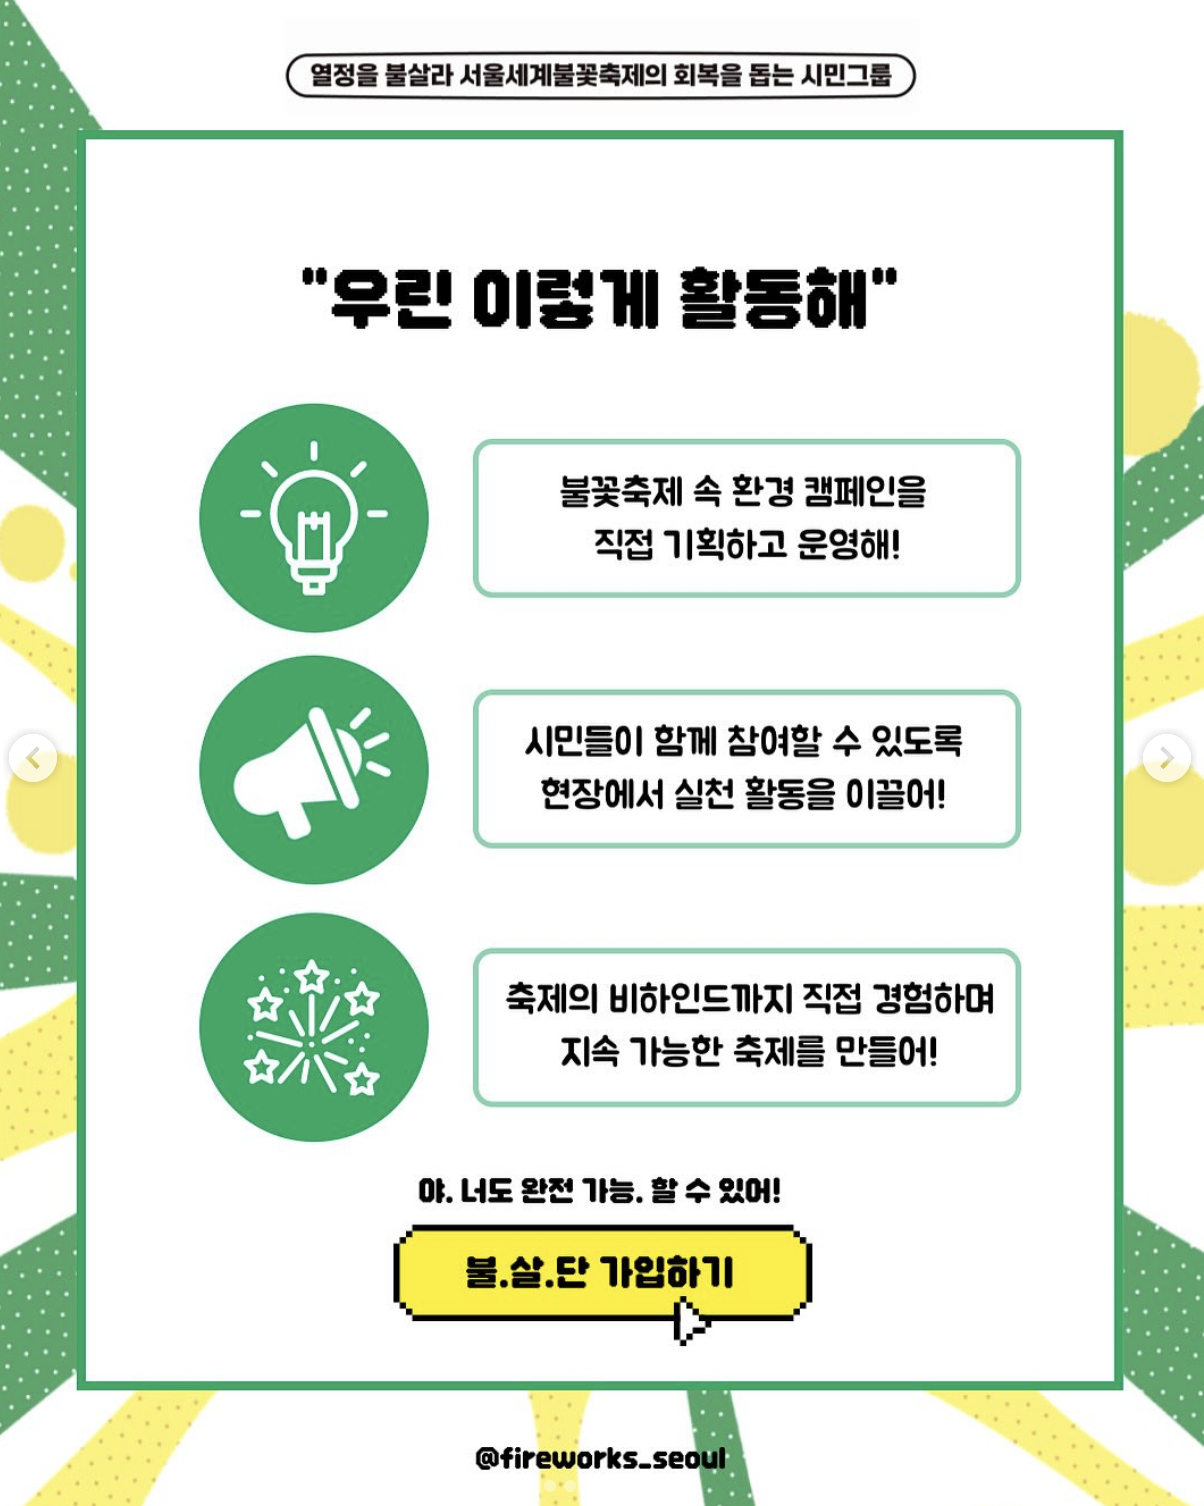 열정을 불살라 서울세계불꽃축제의 회복을 돕는 시민그룹
"우린 이렇게 활동해"
불꽃축제 속 환경 캠페인을
직접 기획하고 운영해!
시민들이 함께 참여할 수 있도록
현장에서 실천 활동을 이끌어!
축제의 비하인드까지 직접 경험하며
지속 가능한 축제를 만들어!
야. 너도 완전 가능. 할 수 있어!
불.살.단 가입하기
@fireworks_seoul